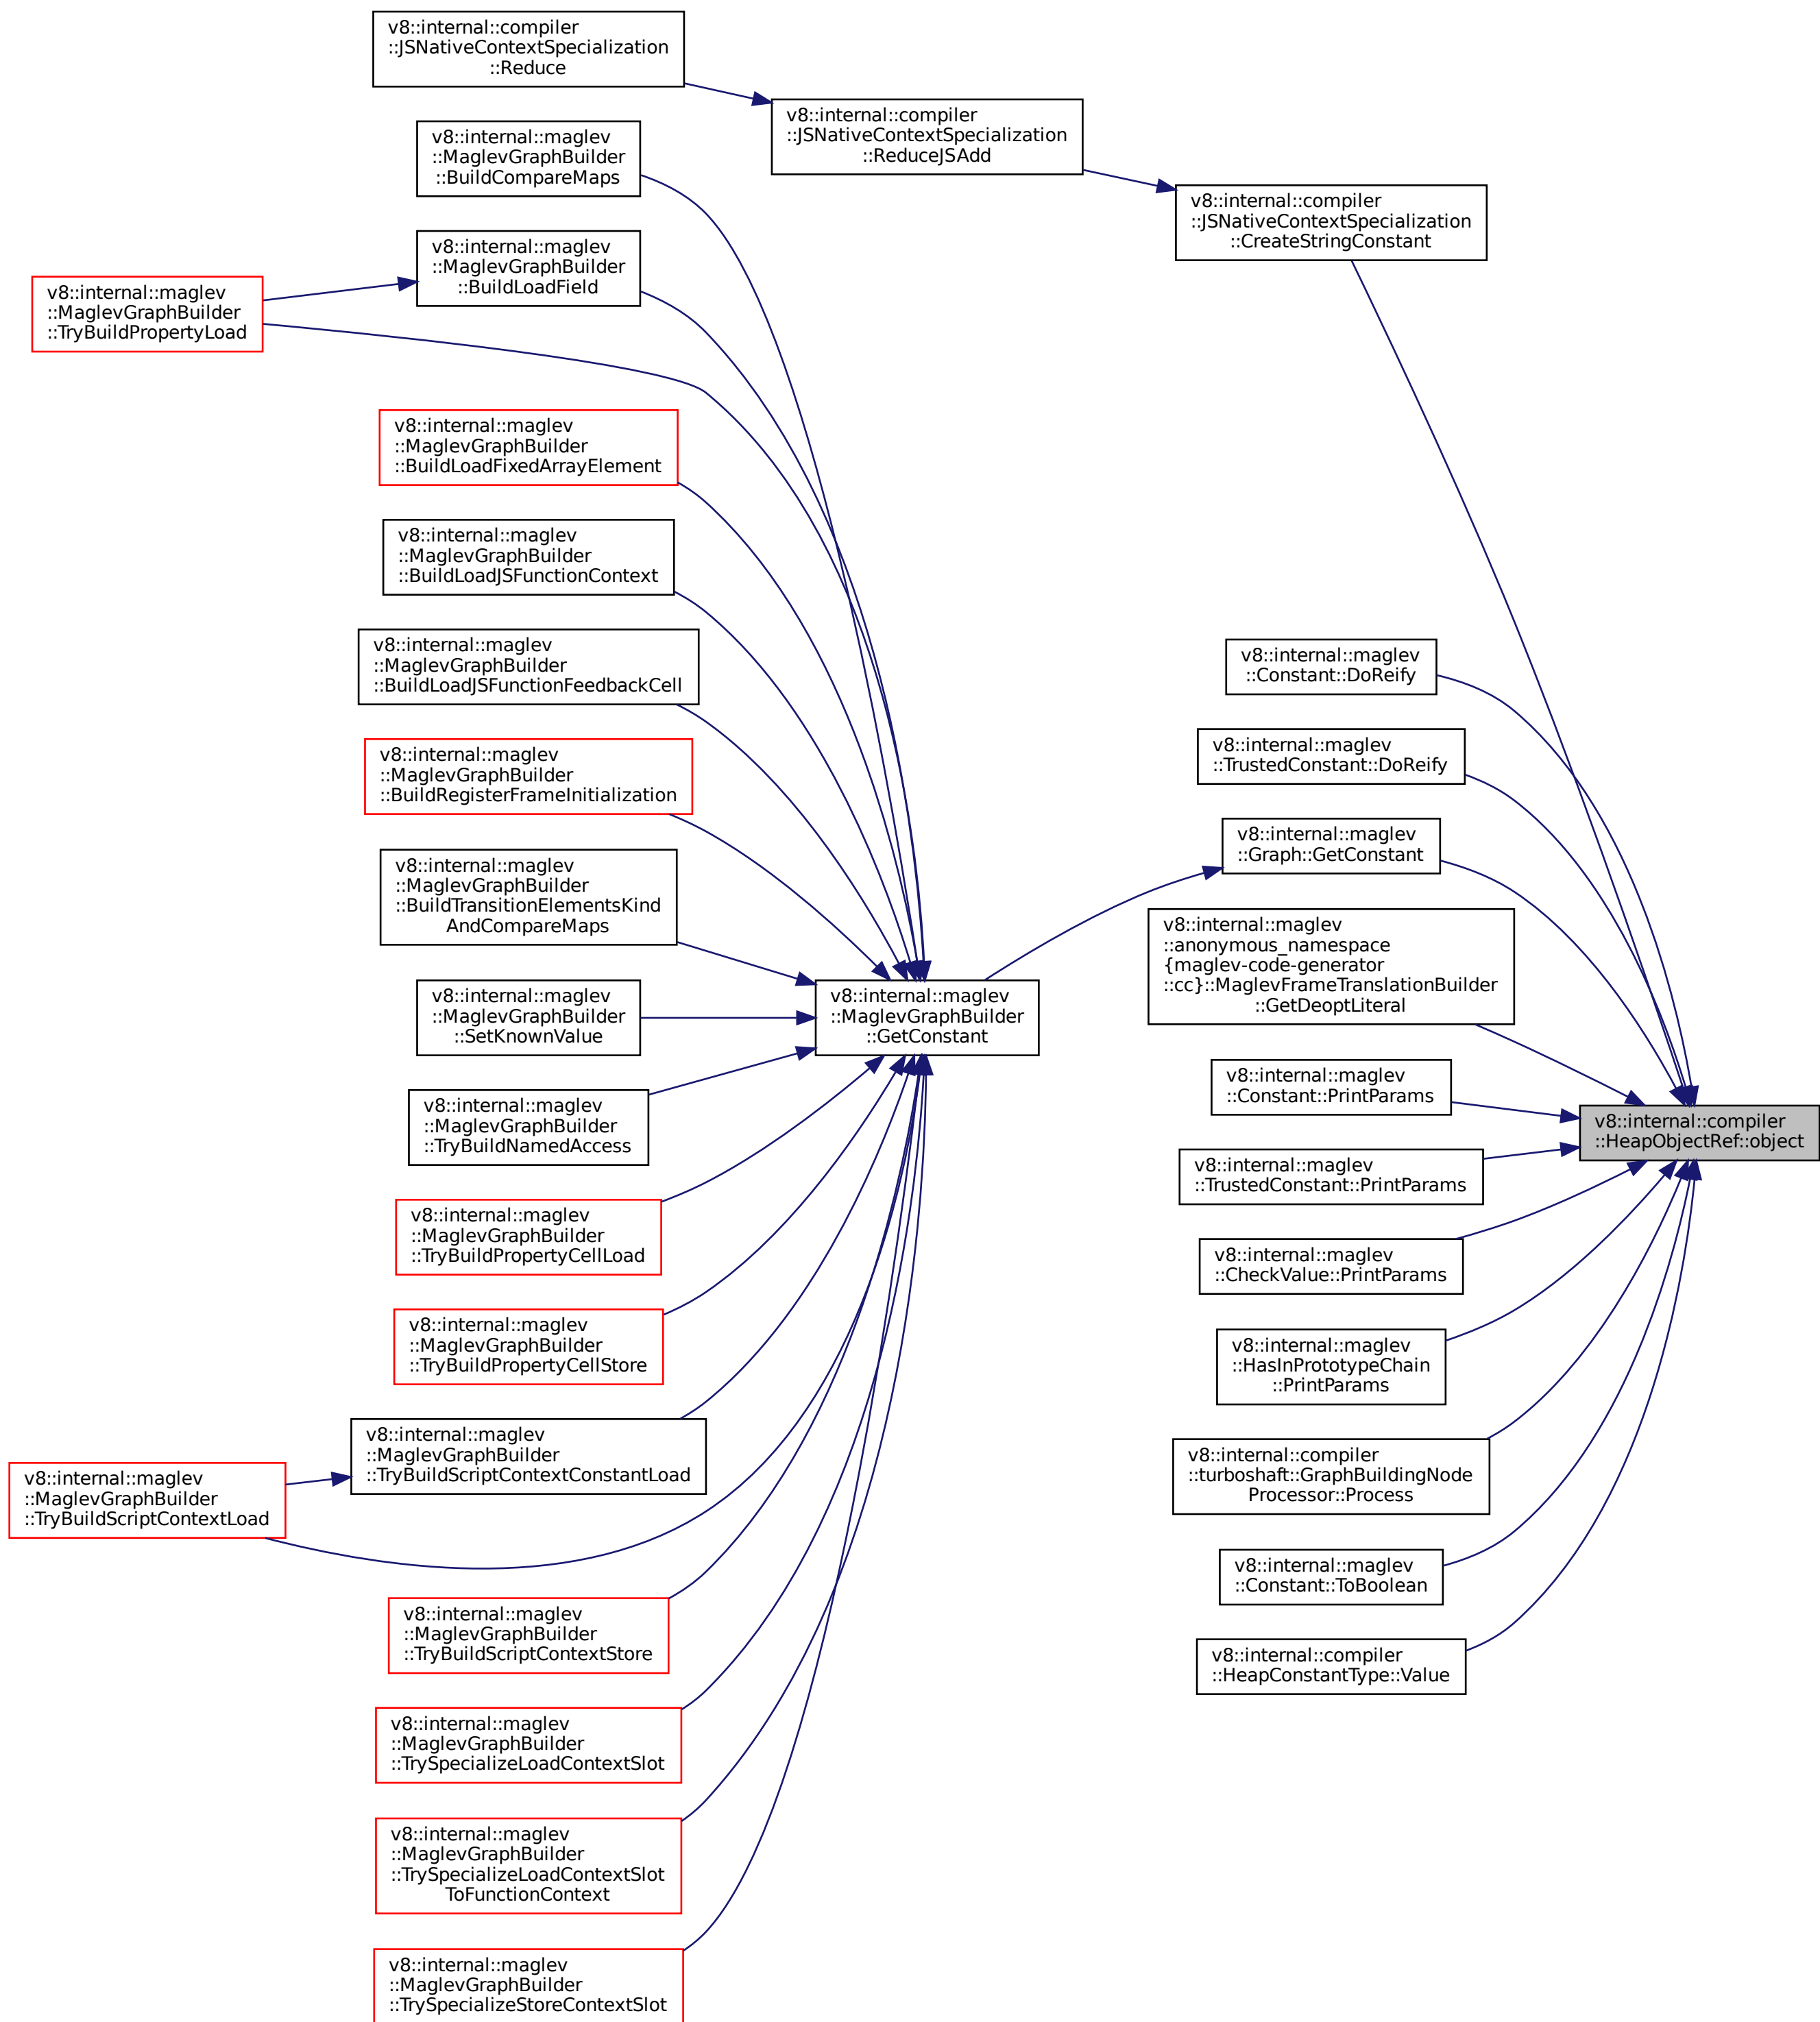 v8::internal::compiler
::JSNativeContextSpecialization
::Reduce
v8::internal::compiler
::JSNativeContextSpecialization
::ReduceJSAdd
v8::internal::compiler
::JSNativeContextSpecialization
::CreateStringConstant
v8::internal::maglev
::MaglevGraphBuilder
::BuildCompareMaps
v8::internal::maglev
::MaglevGraphBuilder
::BuildLoadField
v8::internal::maglev
::MaglevGraphBuilder
::TryBuildPropertyLoad
v8::internal::maglev
::MaglevGraphBuilder
::BuildLoadFixedArrayElement
v8::internal::maglev
::MaglevGraphBuilder
::BuildLoadJSFunctionContext
v8::internal::maglev
::MaglevGraphBuilder
::BuildLoadJSFunctionFeedbackCell
v8::internal::maglev
::MaglevGraphBuilder
::BuildRegisterFrameInitialization
v8::internal::maglev
::MaglevGraphBuilder
::BuildTransitionElementsKind
AndCompareMaps
v8::internal::maglev
::MaglevGraphBuilder
::SetKnownValue
v8::internal::maglev
::MaglevGraphBuilder
::TryBuildNamedAccess
v8::internal::maglev
::MaglevGraphBuilder
::TryBuildPropertyCellLoad
v8::internal::maglev
::MaglevGraphBuilder
::TryBuildPropertyCellStore
v8::internal::maglev
::MaglevGraphBuilder
::TryBuildScriptContextConstantLoad
v8::internal::maglev
::MaglevGraphBuilder
::TryBuildScriptContextLoad
v8::internal::maglev
::MaglevGraphBuilder
::TryBuildScriptContextStore
v8::internal::maglev
::MaglevGraphBuilder
::TrySpecializeLoadContextSlot
v8::internal::maglev
::MaglevGraphBuilder
::TrySpecializeLoadContextSlot
ToFunctionContext
v8::internal::maglev
::MaglevGraphBuilder
::TrySpecializeStoreContextSlot
v8::internal::maglev
::MaglevGraphBuilder
::GetConstant
v8::internal::maglev
::Constant::DoReify
v8::internal::maglev
::TrustedConstant::DoReify
v8::internal::maglev
::Graph::GetConstant
v8::internal::maglev
::anonymous_namespace
{maglev-code-generator
::cc}::MaglevFrameTranslationBuilder
::GetDeoptLiteral
v8::internal::maglev
::Constant::PrintParams
v8::internal::maglev
::TrustedConstant::PrintParams
v8::internal::maglev
::CheckValue::PrintParams
v8::internal::maglev
::HasInPrototypeChain
::PrintParams
v8::internal::compiler
::turboshaft::GraphBuildingNode
Processor::Process
v8::internal::maglev
::Constant::ToBoolean
v8::internal::compiler
::HeapConstantType::Value
v8::internal::compiler
::HeapObjectRef::object